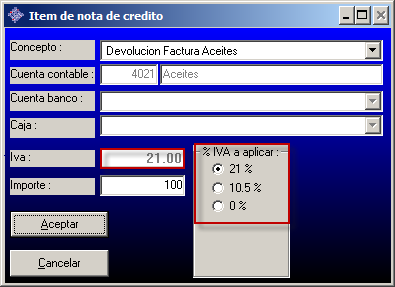 Item de nota de credito
Concepto : Devolucion Factura Aceites
Cuenta contable : 4021 Aceites
Cuenta banco :
Caja :
Iva : 21.00
% IVA a aplicar :
21 %
Importe : 100
10.5 %
0 %
Aceptar
Cancelar